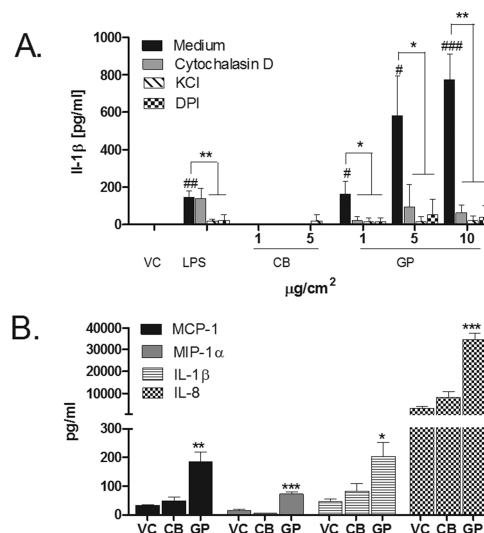 A.
Il-1β [pg/ml]
1000
800
600
400
200
0
Medium
Cytochalasin D
KCl
DPI
##
**
#
*
#
*
###
**
1
5
1
5
10
VC
LPS
CB
GP
μg/cm²
B.
pg/ml
40000
30000
20000
10000
300
200
100
0
MCP-1
MIP-1α
IL-1β
IL-8
**
***
*
***
VC CB GP
VC CB GP
VC CB GP
VC CB GP